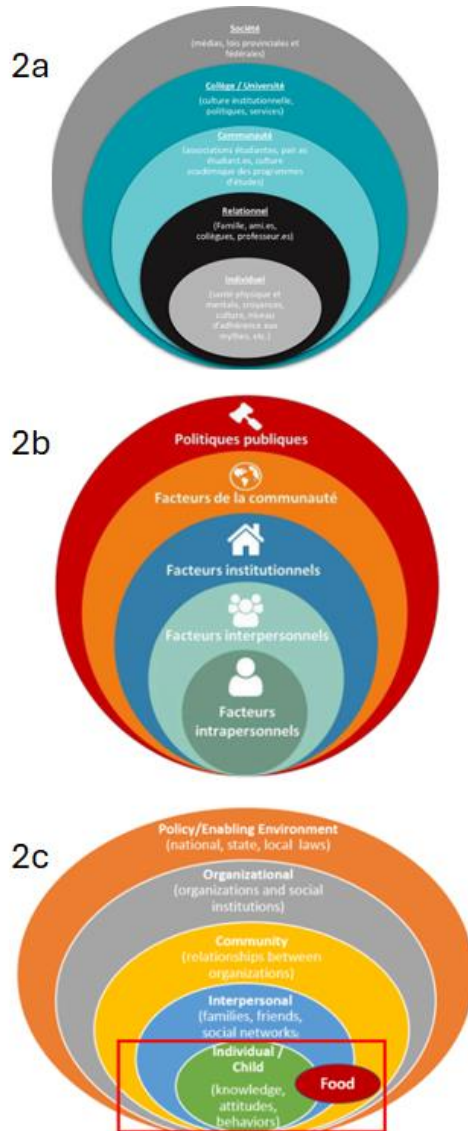 2a
Société
(médias, lois provinciales et
fédérales)
Collège / Université
(culture institutionnelle,
politiques, services)
Communauté
(associations étudiantes, pair.es
étudiant.es, culture
académique des programmes
d'études)
Relationnel
(Famille, ami.es,
collègues, professeur.es)
Individuel
(santé physique et
mentale, croyances,
culture, niveau
d'adhérence aux
mythes, etc.)
2b
Politiques publiques
Facteurs de la communauté
Facteurs institutionnels
Facteurs interpersonnels
Facteurs
intrapersonnels
2c
Policy/Enabling Environment
(national, state, local laws)
Organizational
(organizations and social
institutions)
Community
(relationships between
organizations)
Interpersonal
(families, friends,
social networks)
Individual /
Child
(knowledge,
attitudes,
behaviors)
Food